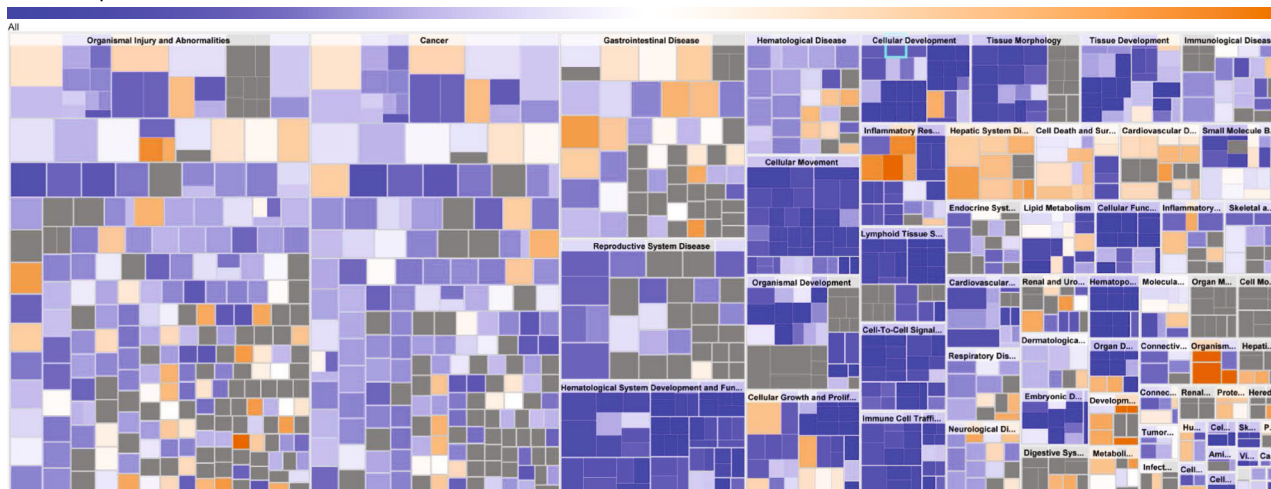 All
Organismal Injury and Abnormalities
Cancer
Gastrointestinal Disease
Hematological Disease
Cellular Development
Tissue Morphology
Tissue Development
Immunological Diseas
Inflammatory Res...
Hepatic System Di...
Cell Death and Sur...
Cardiovascular D...
Small Molecule B...
Cellular Movement
Endocrine Syst...
Lipid Metabolism
Cellular Func...
Inflammatory...
Skeletal a...
Lymphoid Tissue S...
Reproductive System Disease
Organismal Development
Cardiovascular...
Renal and Uro...
Hematopo...
Molecula...
Organ M...
Cell Mo...
Cell-To-Cell Signal...
Dermatologica...
Organ D...
Connectiv...
Organism...
Hepati...
Respiratory Dis...
Hematological System Development and Fun...
Cellular Growth and Prolif...
Embryonic D...
Developm...
Connec...
Renal...
Prote...
Hered
Immune Cell Traffi...
Neurological Di...
Tumor...
Hu...
Cel...
Sk...
P...
Digestive Sys...
Metaboli...
Infect...
Ami...
Vi...
Ca
Cell...
Cell...